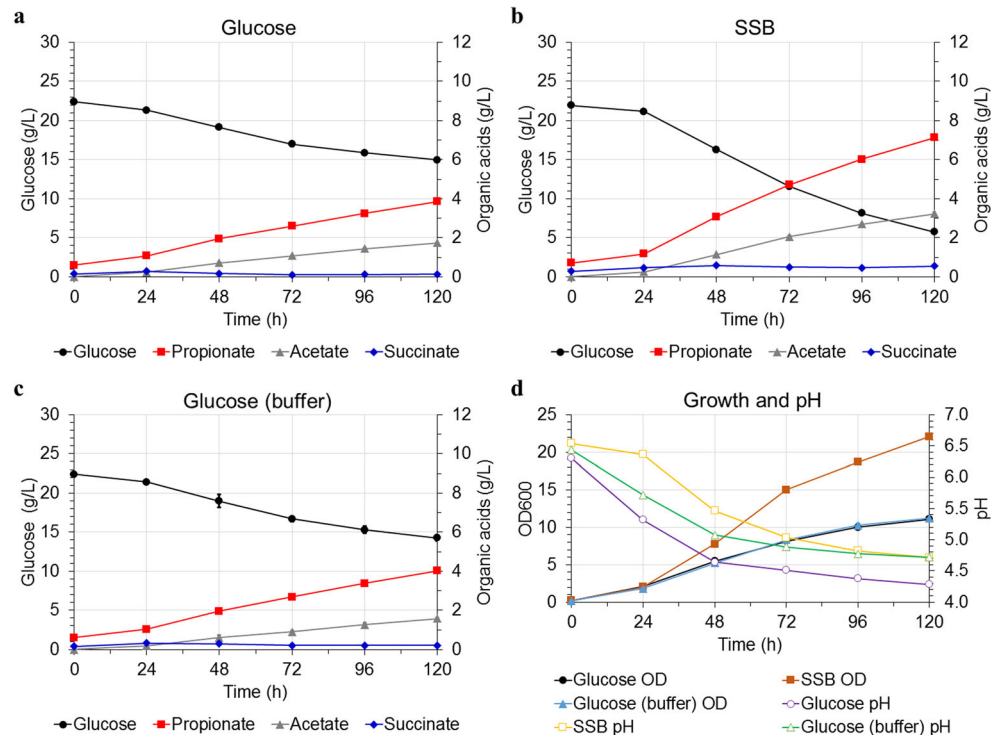 a
Glucose
30
25
20
15
10
5
0
Glucose (g/L)
12
10
8
6
4
2
0
Organic acids (g/L)
0 24 48 72 96 120
Time (h)
Glucose Propionate Acetate Succinate
b
SSB
30
25
20
15
10
5
0
Glucose (g/L)
12
10
8
6
4
2
0
Organic acids (g/L)
0 24 48 72 96 120
Time (h)
Glucose Propionate Acetate Succinate
c
Glucose (buffer)
30
25
20
15
10
5
0
Glucose (g/L)
12
10
8
6
4
2
0
Organic acids (g/L)
0 24 48 72 96 120
Time (h)
Glucose Propionate Acetate Succinate
d
Growth and pH
25
20
15
10
5
0
OD600
7.0
6.5
6.0
5.5
5.0
4.5
4.0
pH
0 24 48 72 96 120
Time (h)
Glucose OD SSB OD
Glucose (buffer) OD Glucose pH
SSB pH Glucose (buffer) pH